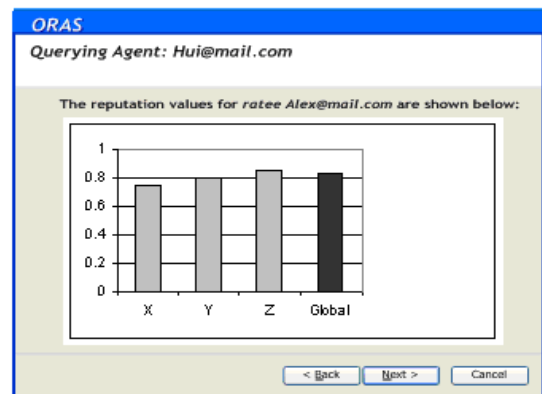 ORAS
Querying Agent: Hui@mail.com
The reputation values for ratee Alex@mail.com are shown below:
1
0.8
0.6
0.4
0.2
0
X Y Z Global
< Back Next > Cancel